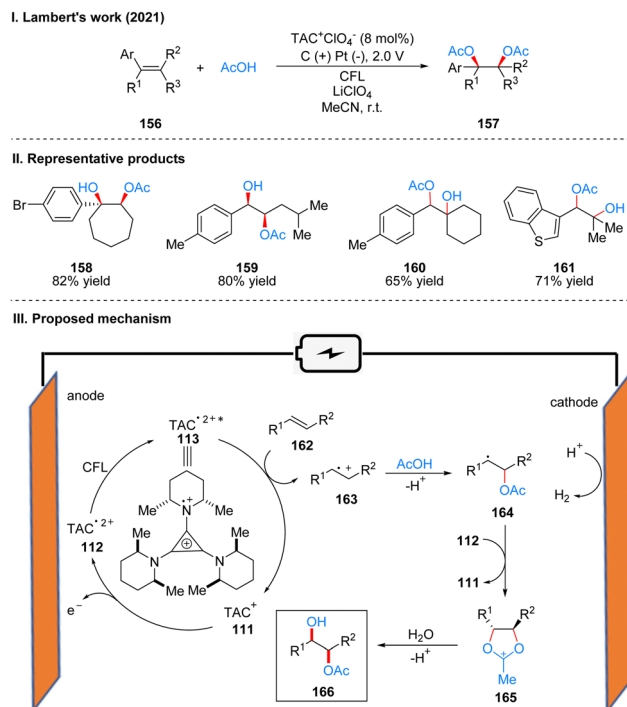 I. Lambert's work (2021)
Ar R² R¹ R³
156
+
AcOH
TAC⁺ClO₄⁻ (8 mol%)
C (+) Pt (-), 2.0 V
CFL
LiClO₄
MeCN, r.t.
AcO OAc
Ar R² R¹ R³
157
II. Representative products
Br HO OAc
158
82% yield
OH
Me OAc
159
80% yield
AcO OH
Me
160
65% yield
OAc OH
S Me Me
161
71% yield
III. Proposed mechanism
anode
cathode
TAC•²⁺*
113
CFL
TAC•²⁺
112
e⁻
TAC⁺
111
Me N•⁺ Me
Me Me
N ⊕ N
Me Me
R¹ R²
162
R¹ • + R²
163
AcOH
-H⁺
R¹ • R²
OAc
164
H⁺
H₂
112
111
R¹ R²
O + O
Me
165
H₂O
-H⁺
OH
R¹ R²
OAc
166